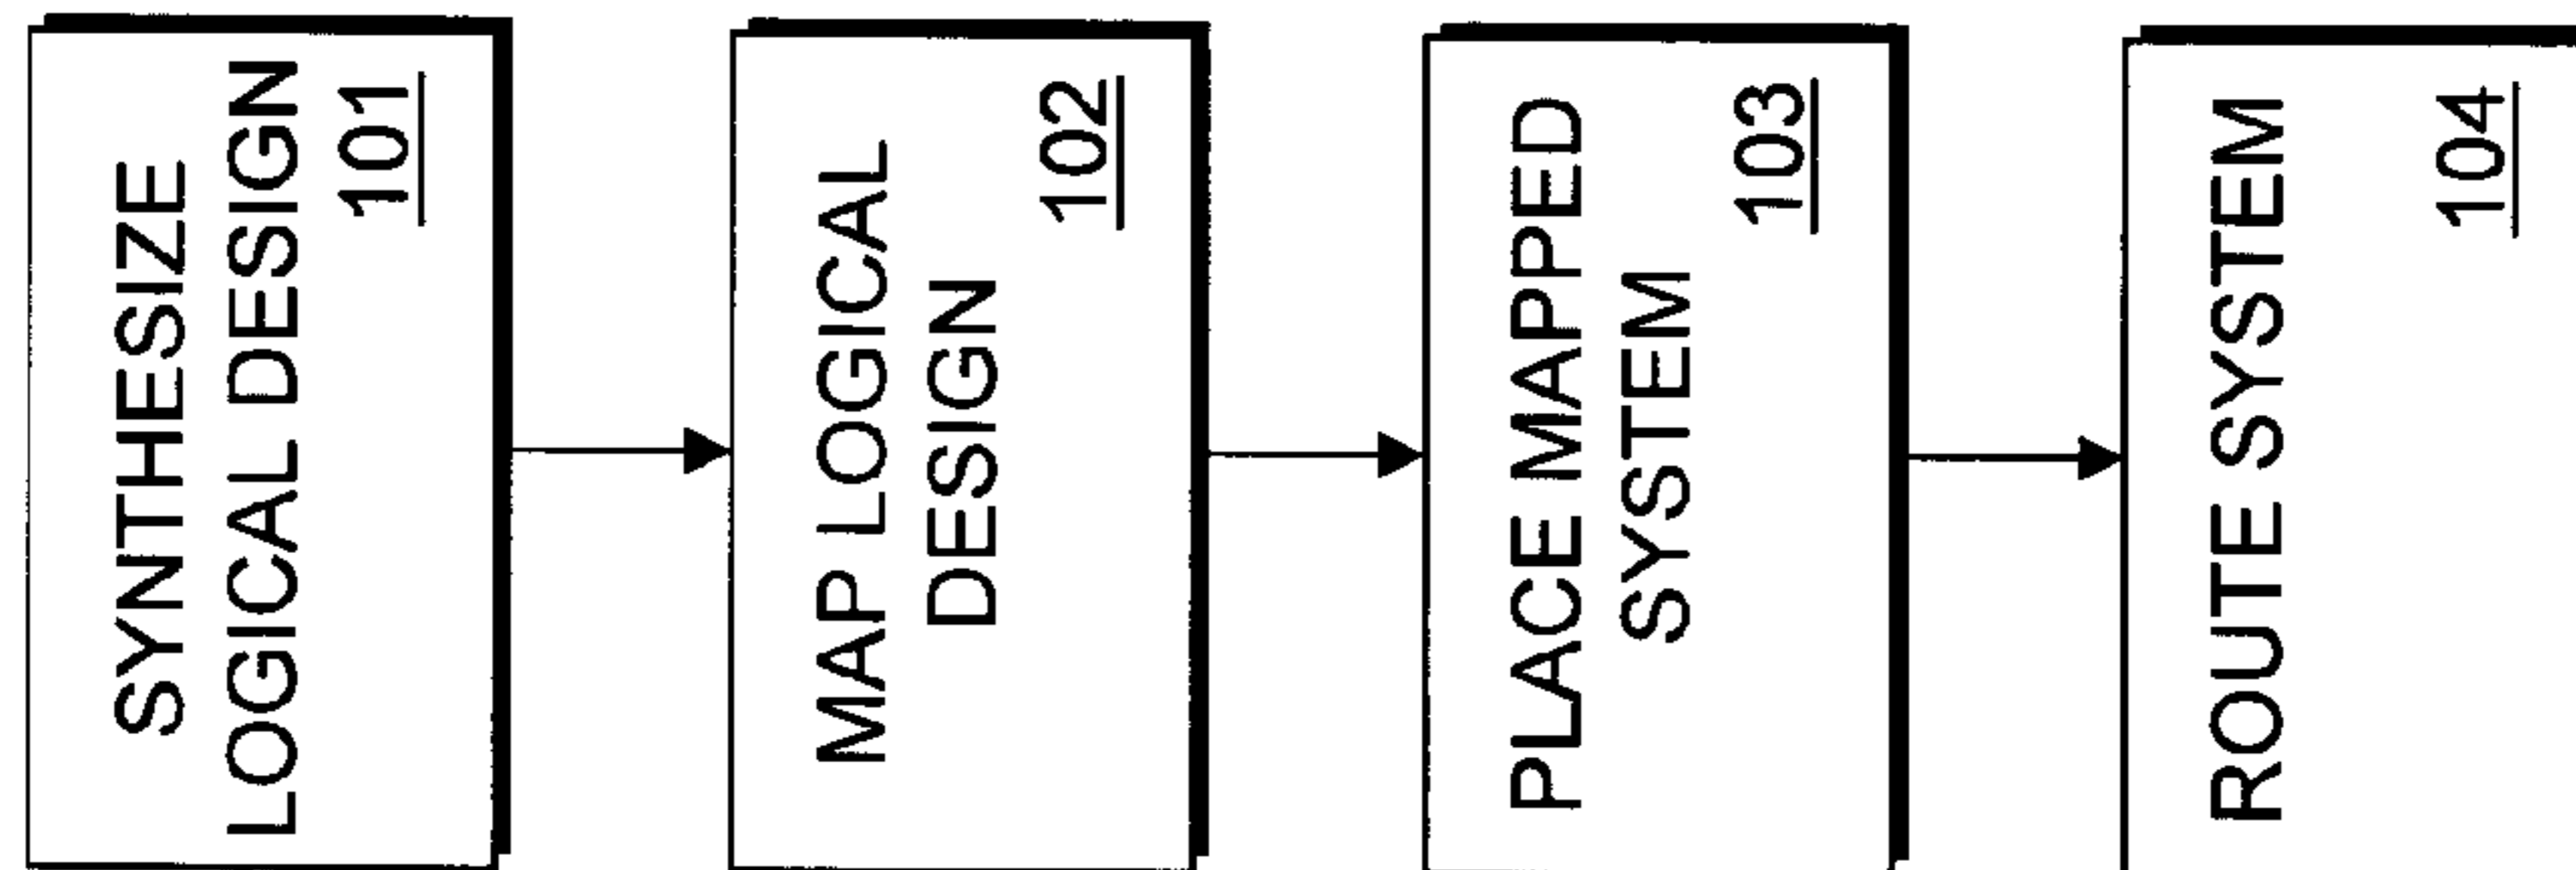 SYNTHESIZE
LOGICAL DESIGN
101
MAP LOGICAL
DESIGN
102
PLACE MAPPED
SYSTEM
103
ROUTE SYSTEM
104